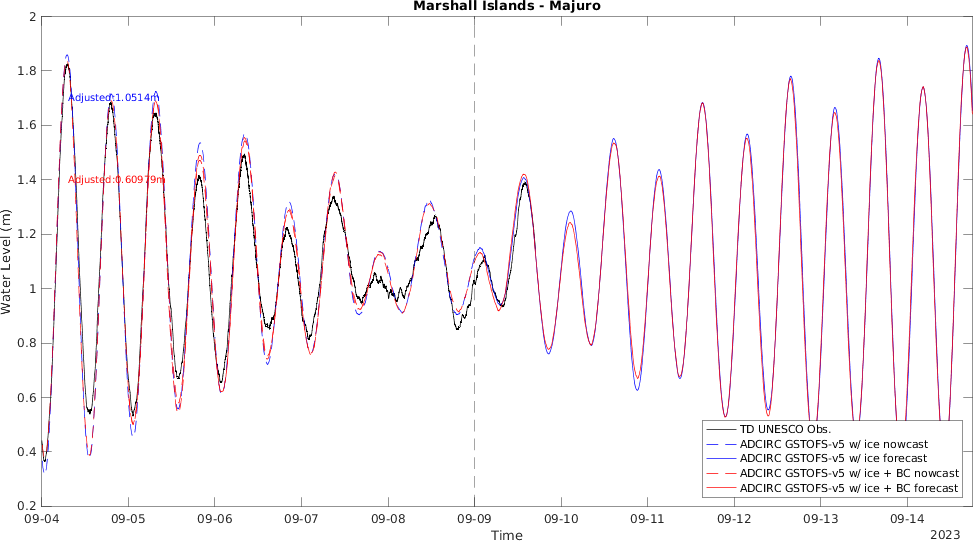 Marshall Islands - Majuro
2
1.8
1.6
1.4
1.2
1
0.8
0.6
0.4
0.2
Water Level (m)
Adjusted:1.0514m
Adjusted:0.60979m
TD UNESCO Obs.
ADCIRC GSTOFS-v5 w/ ice nowcast
ADCIRC GSTOFS-v5 w/ ice forecast
ADCIRC GSTOFS-v5 w/ ice + BC nowcast
ADCIRC GSTOFS-v5 w/ ice + BC forecast
09-04 09-05 09-06 09-07 09-08 09-09 09-10 09-11 09-12 09-13 09-14
Time
2023